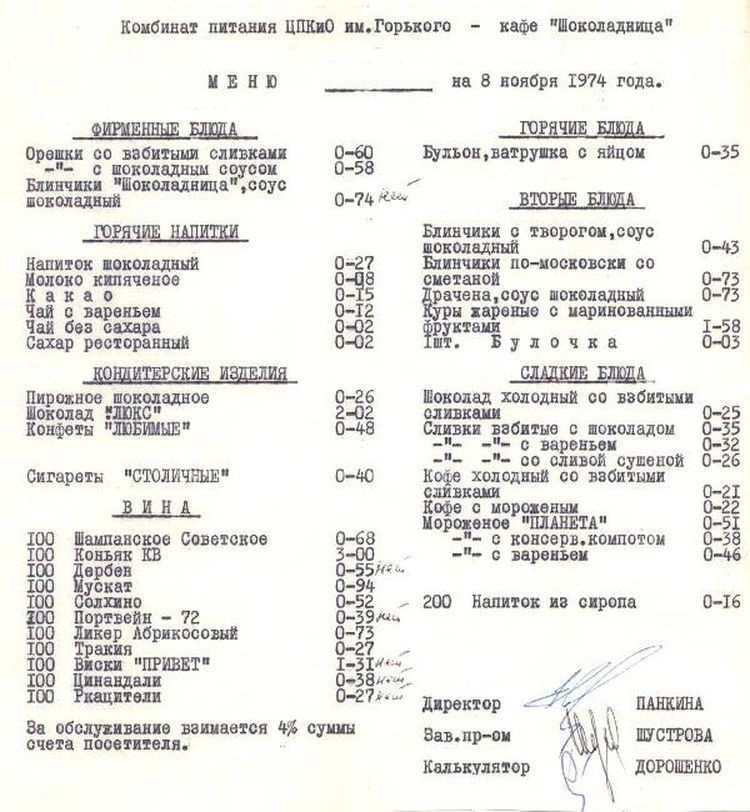 Комбинат питания ЦПКиО им.Горького - кафе "Шоколадница"
МЕНЮ на 8 ноября 1974 года.
ФИРМЕННЫЕ БЛЮДА
Орешки со взбитыми сливками 0-60
-"- с шоколадным соусом 0-58
Блинчики "Шоколадница",соус
шоколадный 0-74 нет
ГОРЯЧИЕ НАПИТКИ
Напиток шоколадный 0-27
Молоко кипяченое 0-08
Какао 0-15
Чай с вареньем 0-12
Чай без сахара 0-02
Сахар ресторанный 0-02
КОНДИТЕРСКИЕ ИЗДЕЛИЯ
Пирожное шоколадное 0-26
Шоколад "ЛЮКС" 2-02
Конфеты "ЛЮБИМЫЕ" 0-48
Сигареты "СТОЛИЧНЫЕ" 0-40
ВИНА
100 Шампанское Советское 0-68
100 Коньяк КВ 3-00
100 Дербен 0-55 нет
100 Мускат 0-94
100 Солхино 0-52
100 Портвейн - 72 0-39 нет
100 Ликер Абрикосовый 0-73
100 Тракия 0-27
100 Виски "ПРИВЕТ" 1-31 нет
100 Цинандали 0-38 нет
100 Ркацители 0-27 нет
За обслуживание взимается 4% суммы
счета посетителя.
ГОРЯЧИЕ БЛЮДА
Бульон,ватрушка с яйцом 0-35
ВТОРЫЕ БЛЮДА
Блинчики с творогом,соус
шоколадный 0-43
Блинчики по-московски со
сметаной 0-73
Драчена,соус шоколадный 0-73
Куры жареные с маринованными
фруктами 1-58
1шт. Булочка 0-03
СЛАДКИЕ БЛЮДА
Шоколад холодный со взбитыми
сливками 0-25
Сливки взбитые с шоколадом 0-35
-"- -"- с вареньем 0-32
-"- -"- со сливой сушеной 0-26
Кофе холодный со взбитыми
сливками 0-21
Кофе с мороженым 0-22
Мороженое "ПЛАНЕТА" 0-51
-"- с консерв.компотом 0-38
-"- с вареньем 0-46
200 Напиток из сиропа 0-16
Директор ПАНКИНА
Зав.пр-ом ШУСТРОВА
Калькулятор ДОРОШЕНКО